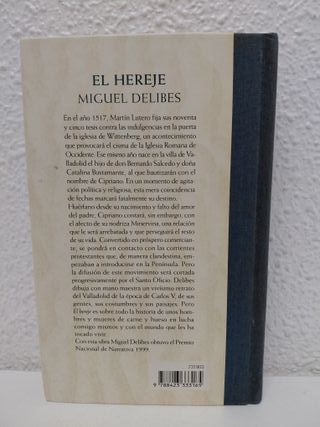 EL HEREJE
MIGUEL DELIBES
En el año 1517, Martín Lutero fija sus noventa
y cinco tesis contra las indulgencias en la puerta
de la iglesia de Wittenberg, un acontecimiento
que provocará el cisma de la Iglesia Romana de
Occidente. Ese mismo año nace en la villa de Va-
lladolid el hijo de don Bernardo Salcedo y doña
Catalina Bustamante, al que bautizarán con el
nombre de Cipriano. En un momento de agita-
ción política y religiosa, esta mera coincidencia
de fechas marcará fatalmente su destino.
Huérfano desde su nacimiento y falto del amor
del padre, Cipriano contará, sin embargo, con
el afecto de su nodriza Minervina, una relación
que le será arrebatada y que perseguirá el resto
de su vida. Convertido en próspero comercian-
te, se pondrá en contacto con las corrientes
protestantes que, de manera clandestina, empe-
zaban a introducirse en la Península. Pero la
difusión de este movimiento será cortada
progresivamente por el Santo Oficio. Delibes
dibuja con mano maestra un vivísimo retrato
del Valladolid de la época de Carlos V, de sus
gentes, sus costumbres y sus paisajes. Pero
El hereje es sobre todo la historia de unos hom-
bres y mujeres de carne y hueso en lucha
consigo mismos y con el mundo que les ha
tocado vivir.
Con esta obra Miguel Delibes obtuvo el Premio
Nacional de Narrativa 1999.
9 788423 333165